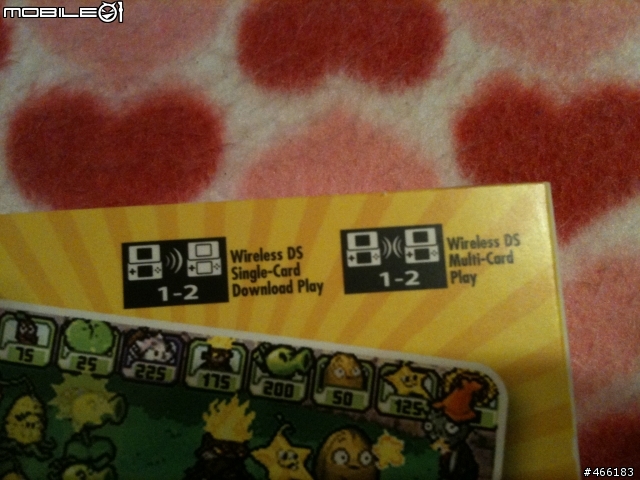 MOBILE01
Wireless DS
Single-Card
Download Play
1-2
Wireless DS
Multi-Card
Play
1-2
75
25
225
175
200
50
125
#466183